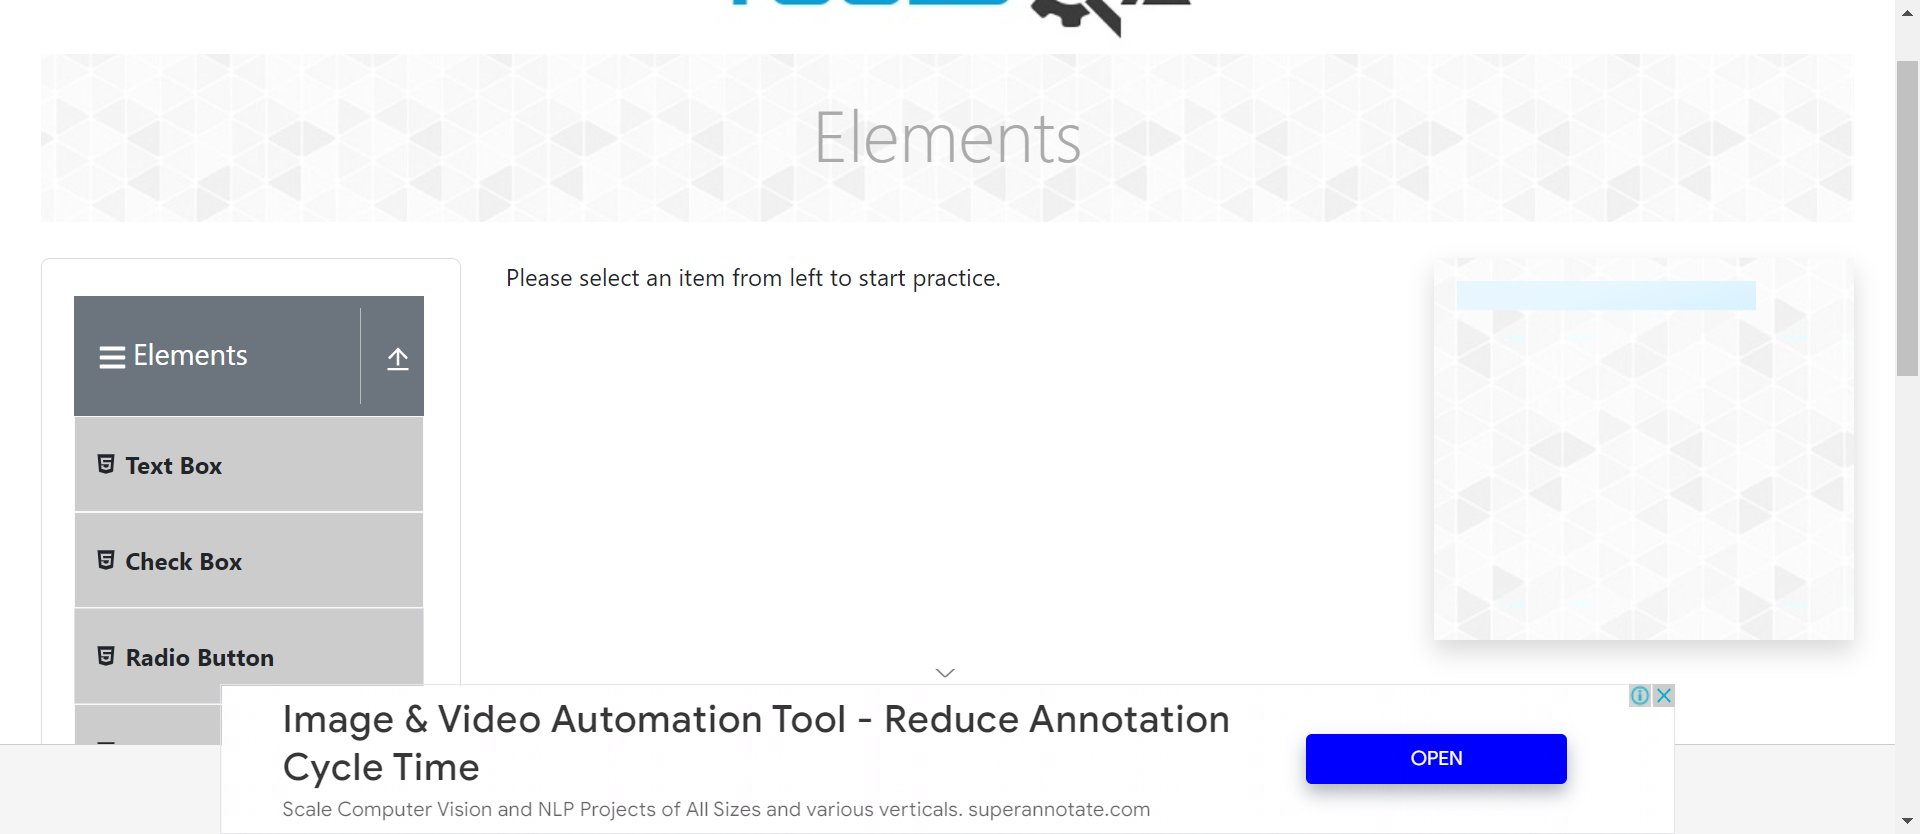 Elements
Please select an item from left to start practice.
Elements
Text Box
Check Box
Radio Button
Image & Video Automation Tool - Reduce Annotation
Cycle Time
Scale Computer Vision and NLP Projects of All Sizes and various verticals. superannotate.com
OPEN